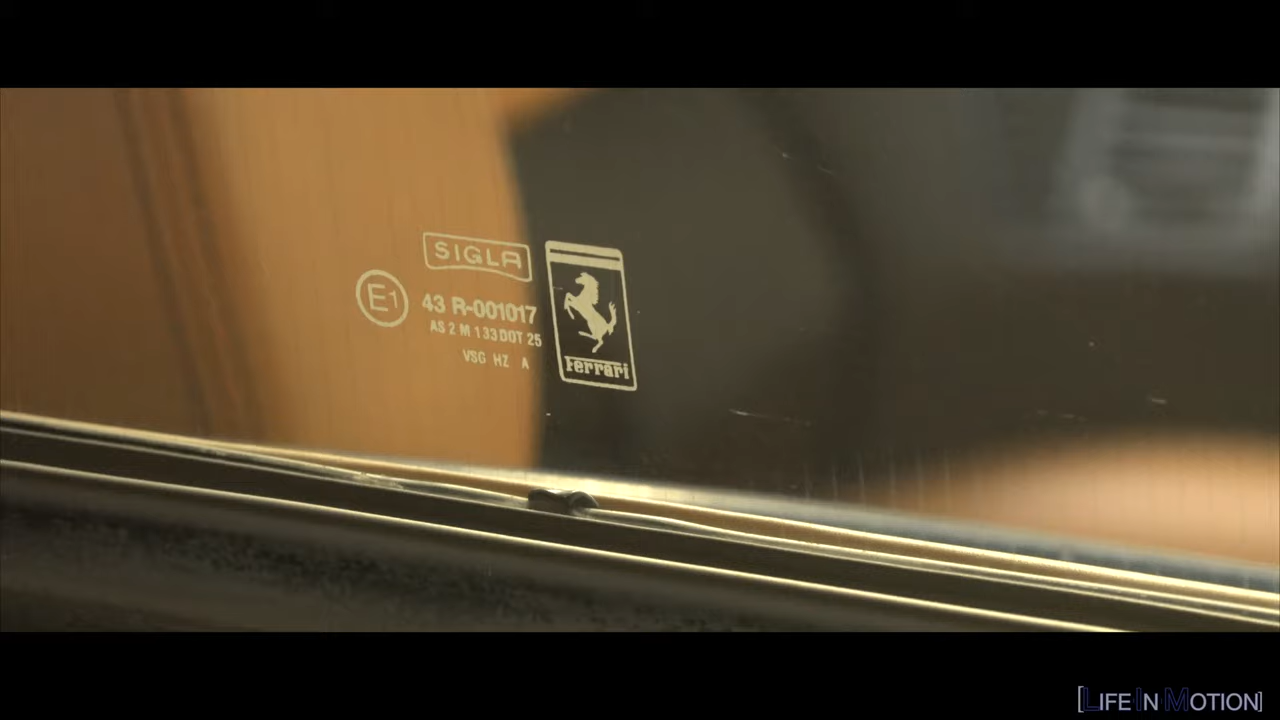 SIGLA
E1
43 R-001017
AS 2 M 133 DOT 25
VSG HZ A
Ferrari
[LIFE IN MOTION]